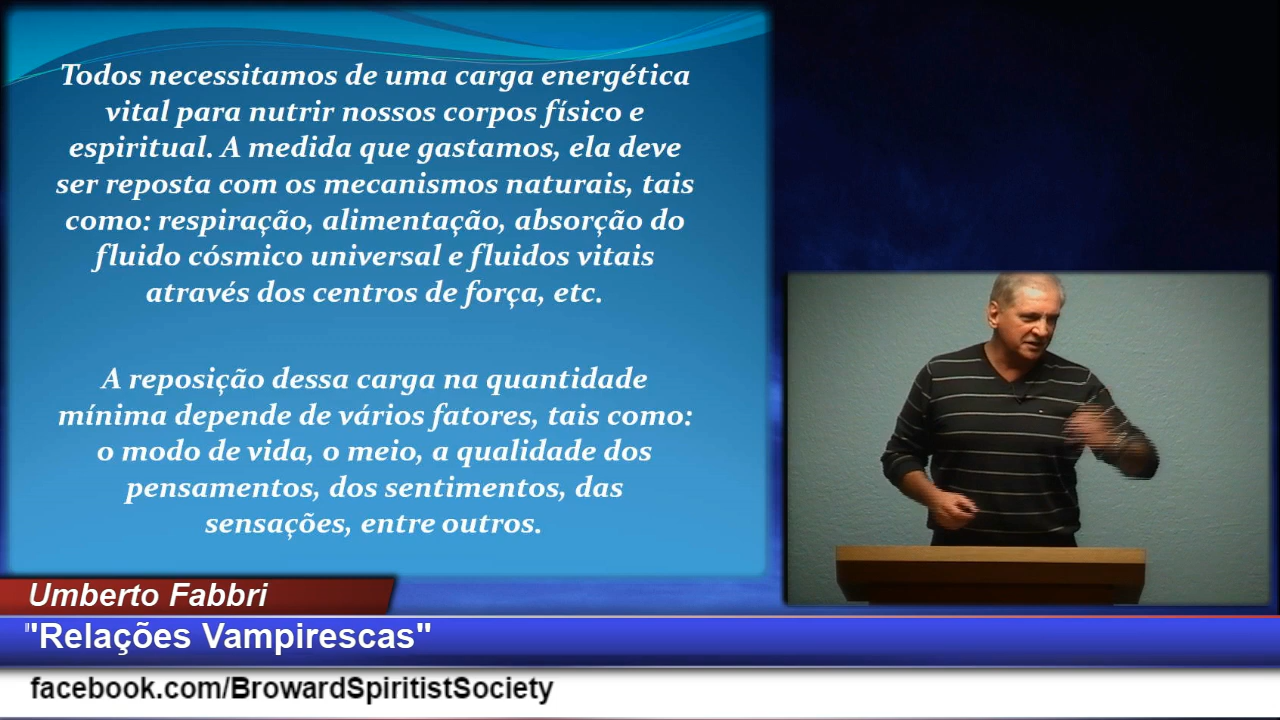 Todos necessitamos de uma carga energética
vital para nutrir nossos corpos físico e
espiritual. A medida que gastamos, ela deve
ser reposta com os mecanismos naturais, tais
como: respiração, alimentação, absorção do
fluido cósmico universal e fluidos vitais
através dos centros de força, etc.
A reposição dessa carga na quantidade
mínima depende de vários fatores, tais como:
o modo de vida, o meio, a qualidade dos
pensamentos, dos sentimentos, das
sensações, entre outros.
Umberto Fabbri
"Relações Vampirescas"
facebook.com/BrowardSpiritistSociety